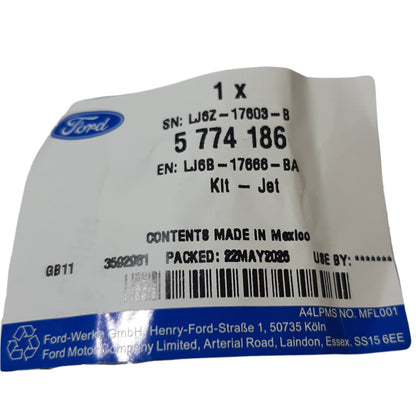 1 x
Ford
SN: LJ6Z-17603-B
5 774 186
EN: LJ6B-17666-BA
Kit - Jet
CONTENTS MADE IN Mexico
GB11 3592981 PACKED: 22MAY2025 USE BY: *******
A4LPMS NO. MFL001
Ford-Werke GmbH, Henry-Ford-Straße 1, 50735 Köln
Ford Motor Company Limited, Arterial Road, Laindon, Essex. SS15 6EE